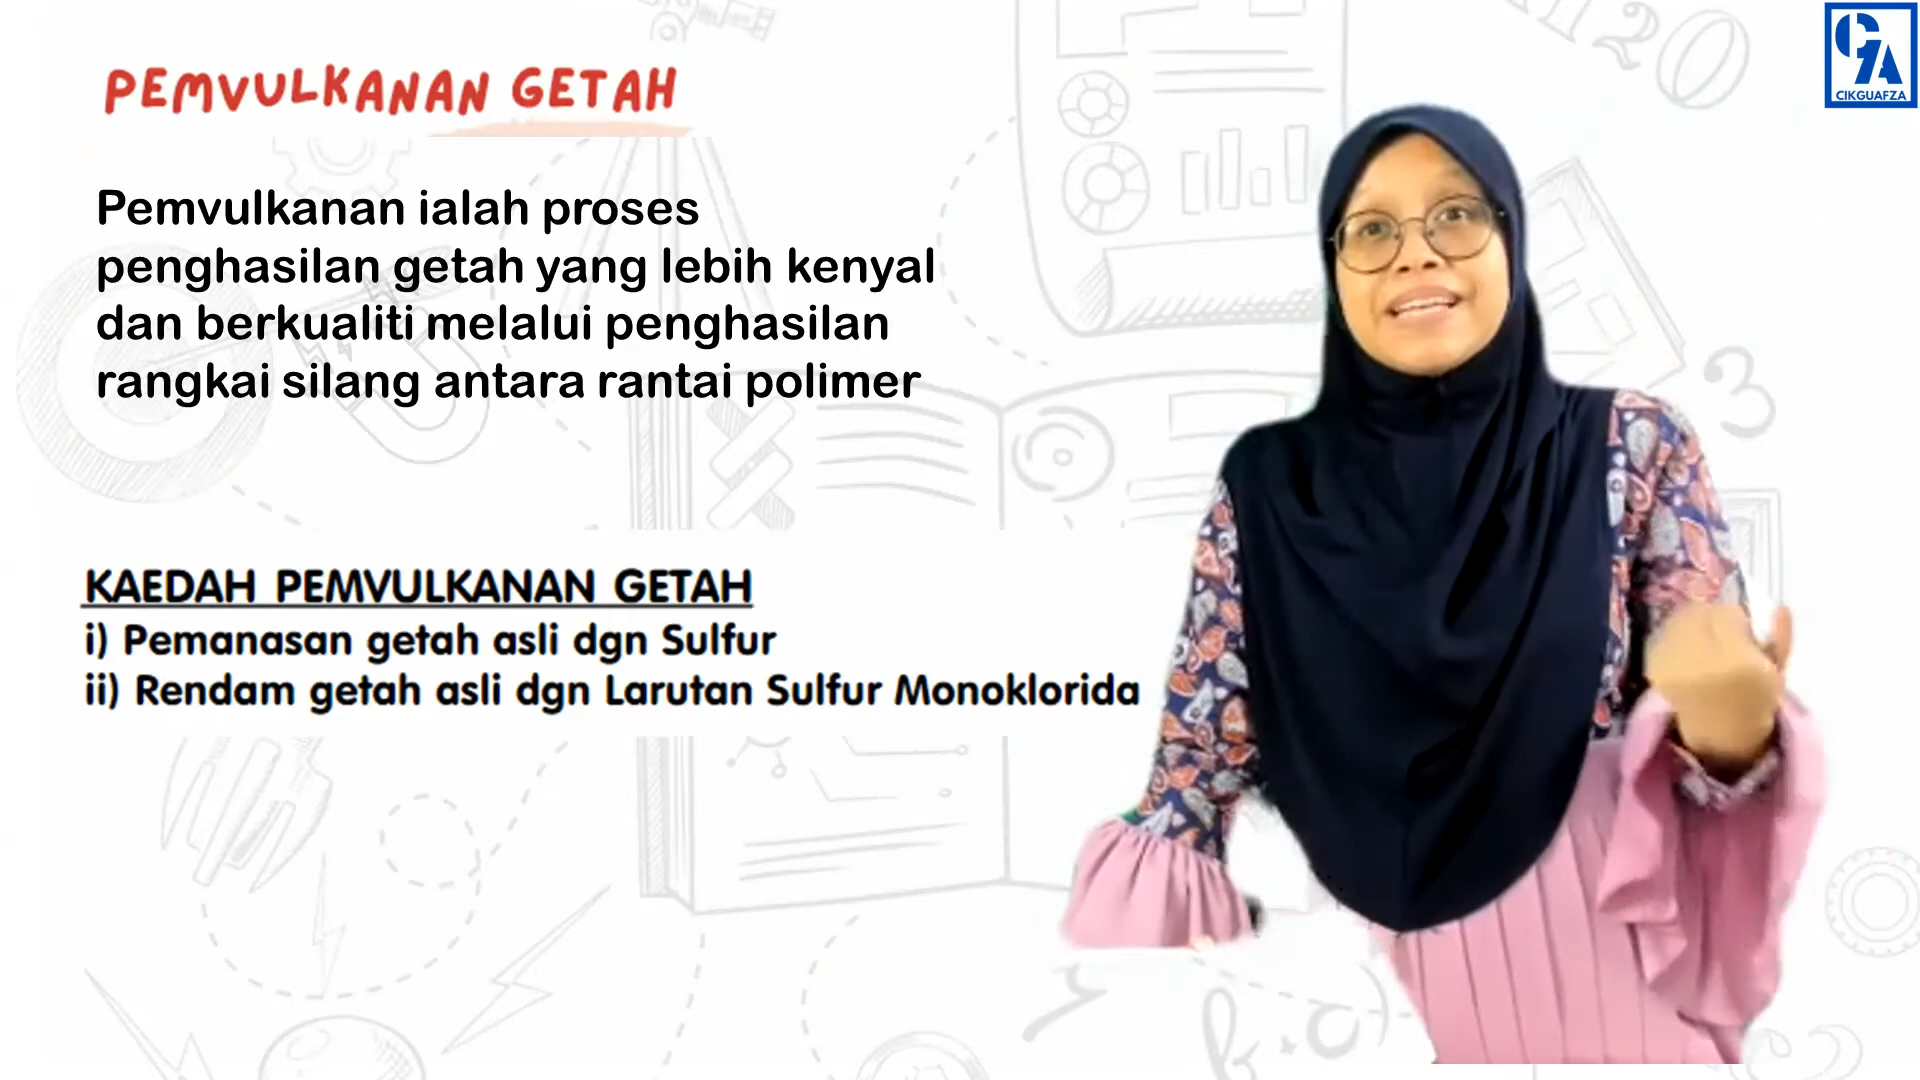 PEMVULKANAN GETAH
Pemvulkanan ialah proses
penghasilan getah yang lebih kenyal
dan berkualiti melalui penghasilan
rangkai silang antara rantai polimer
KAEDAH PEMVULKANAN GETAH
i) Pemanasan getah asli dgn Sulfur
ii) Rendam getah asli dgn Larutan Sulfur Monoklorida
CA
CIKGUAFZA